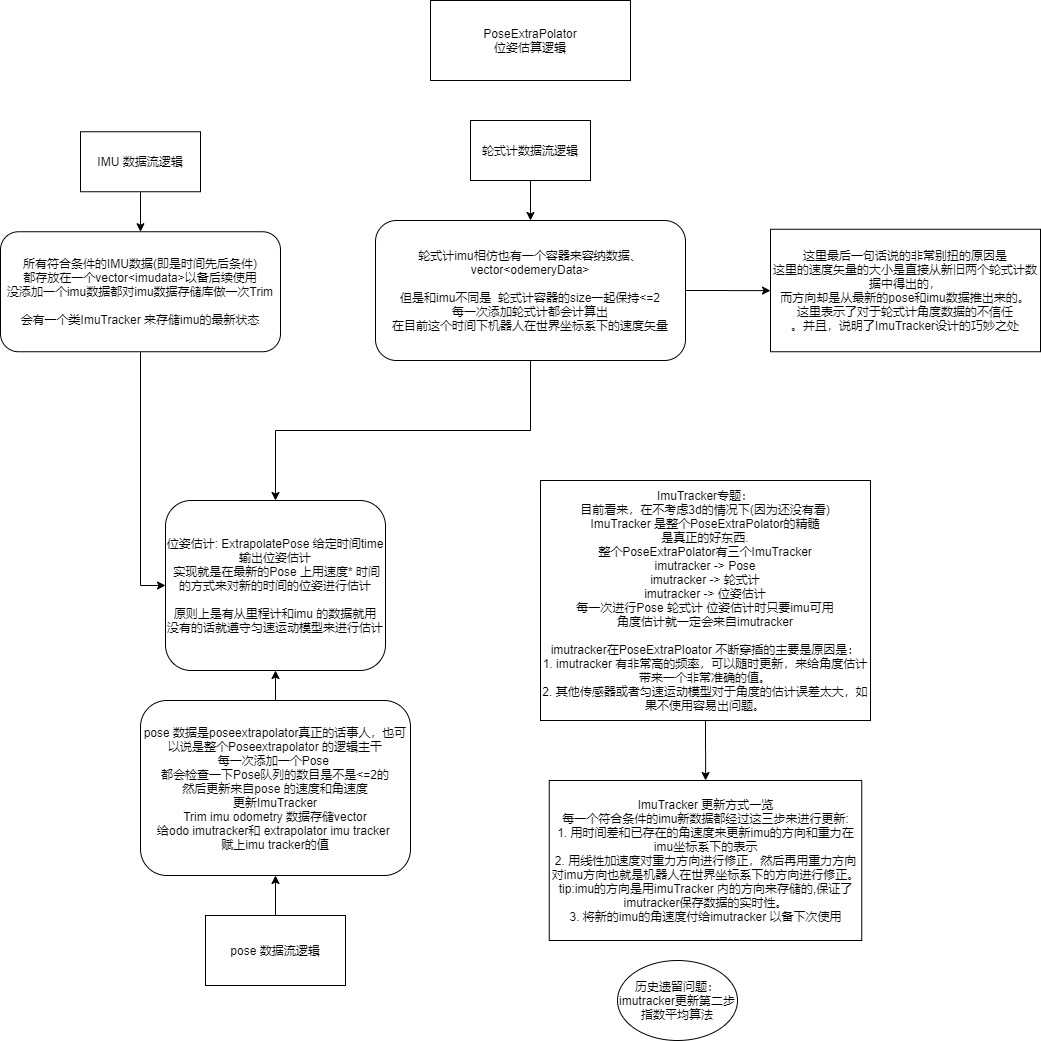 PoseExtraPolator
位姿估算逻辑
IMU 数据流逻辑
轮式计数据流逻辑
所有符合条件的IMU数据(即是时间先后条件)
都存放在一个vector<imudata>以备后续使用
没添加一个imu数据都对imu数据存储库做一次Trim
会有一个类ImuTracker 来存储imu的最新状态
轮式计imu相仿也有一个容器来容纳数据、
vector<odemeryData>
但是和imu不同是 轮式计容器的size一起保持<=2
每一次添加轮式计都会计算出
在目前这个时间下机器人在世界坐标系下的速度矢量
这里最后一句话说的非常别扭的原因是
这里的速度矢量的大小是直接从新旧两个轮式计数
据中得出的，
而方向却是从最新的pose和imu数据推出来的。
这里表示了对于轮式计角度数据的不信任
。并且，说明了ImuTracker设计的巧妙之处
位姿估计: ExtrapolatePose 给定时间time
输出位姿估计
实现就是在最新的Pose 上用速度* 时间
的方式来对新的时间的位姿进行估计
原则上是有从里程计和imu 的数据就用
没有的话就遵守匀速运动模型来进行估计
ImuTracker专题：
目前看来，在不考虑3d的情况下(因为还没有看)
ImuTracker 是整个PoseExtraPolator的精髓
是真正的好东西.
整个PoseExtraPolator有三个ImuTracker
imutracker -> Pose
imutracker -> 轮式计
imutracker -> 位姿估计
每一次进行Pose 轮式计 位姿估计时只要imu可用
角度估计就一定会来自imutracker
imutracker在PoseExtraPloator 不断穿插的主要是原因是：
1. imutracker 有非常高的频率，可以随时更新，来给角度估计
带来一个非常准确的值。
2. 其他传感器或者匀速运动模型对于角度的估计误差太大，如
果不使用容易出问题。
pose 数据是poseextrapolator真正的话事人，也可
以说是整个Poseextrapolator 的逻辑主干
每一次添加一个Pose
都会检查一下Pose队列的数目是不是<=2的
然后更新来自pose 的速度和角速度
更新ImuTracker
Trim imu odometry 数据存储vector
给odo imutracker和 extrapolator imu tracker
赋上imu tracker的值
ImuTracker 更新方式一览
每一个符合条件的imu新数据都经过这三步来进行更新:
1. 用时间差和已存在的角速度来更新imu的方向和重力在
imu坐标系下的表示
2. 用线性加速度对重力方向进行修正，然后再用重力方向
对imu方向也就是机器人在世界坐标系下的方向进行修正。
tip:imu的方向是用imuTracker 内的方向来存储的,保证了
imutracker保存数据的实时性。
3. 将新的imu的角速度付给imutracker 以备下次使用
pose 数据流逻辑
历史遗留问题：
imutracker更新第二步
指数平均算法